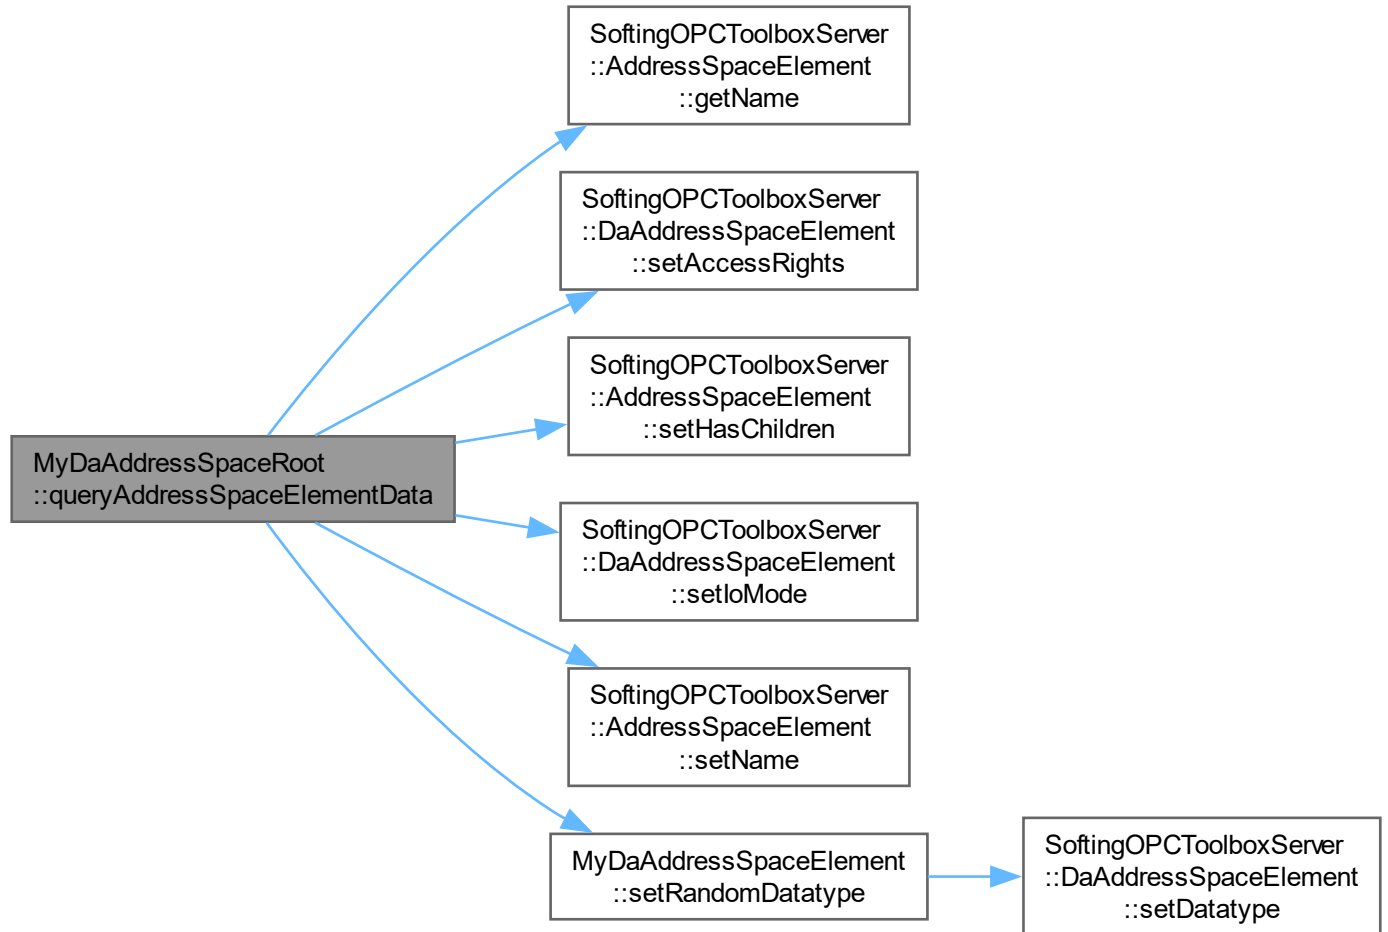 SoftingOPCToolboxServer
::AddressSpaceElement
::getName
SoftingOPCToolboxServer
::DaAddressSpaceElement
::setAccessRights
SoftingOPCToolboxServer
::AddressSpaceElement
::setHasChildren
MyDaAddressSpaceRoot
::queryAddressSpaceElementData
SoftingOPCToolboxServer
::DaAddressSpaceElement
::setIoMode
SoftingOPCToolboxServer
::AddressSpaceElement
::setName
MyDaAddressSpaceElement
::setRandomDatatype
SoftingOPCToolboxServer
::DaAddressSpaceElement
::setDatatype